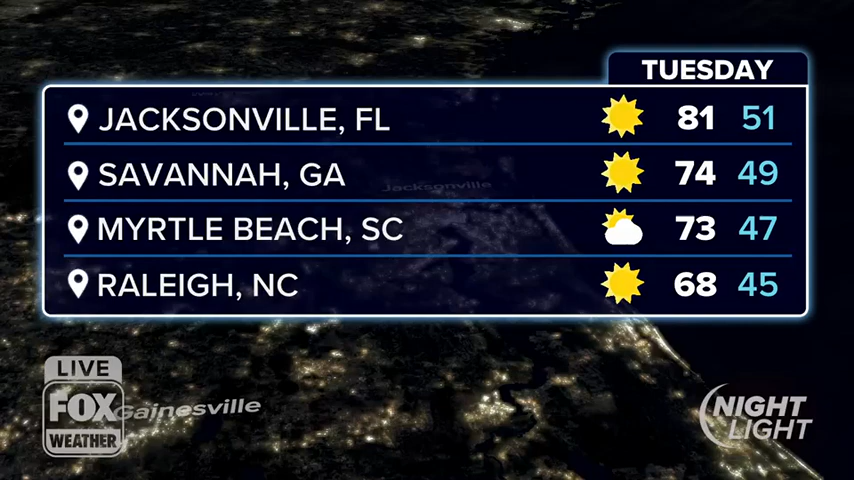 TUESDAY
JACKSONVILLE, FL 81 51
SAVANNAH, GA 74 49
Jacksonville
MYRTLE BEACH, SC 73 47
RALEIGH, NC 68 45
LIVE
FOX
WEATHER
Gainesville
NIGHT
LIGHT